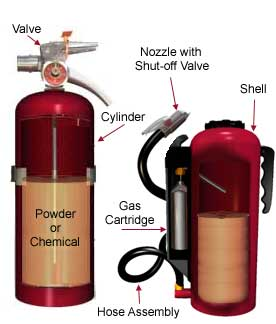 Valve
Nozzle with
Shut-off Valve
Shell
Cylinder
Powder
or
Chemical
Gas
Cartridge
Hose Assembly